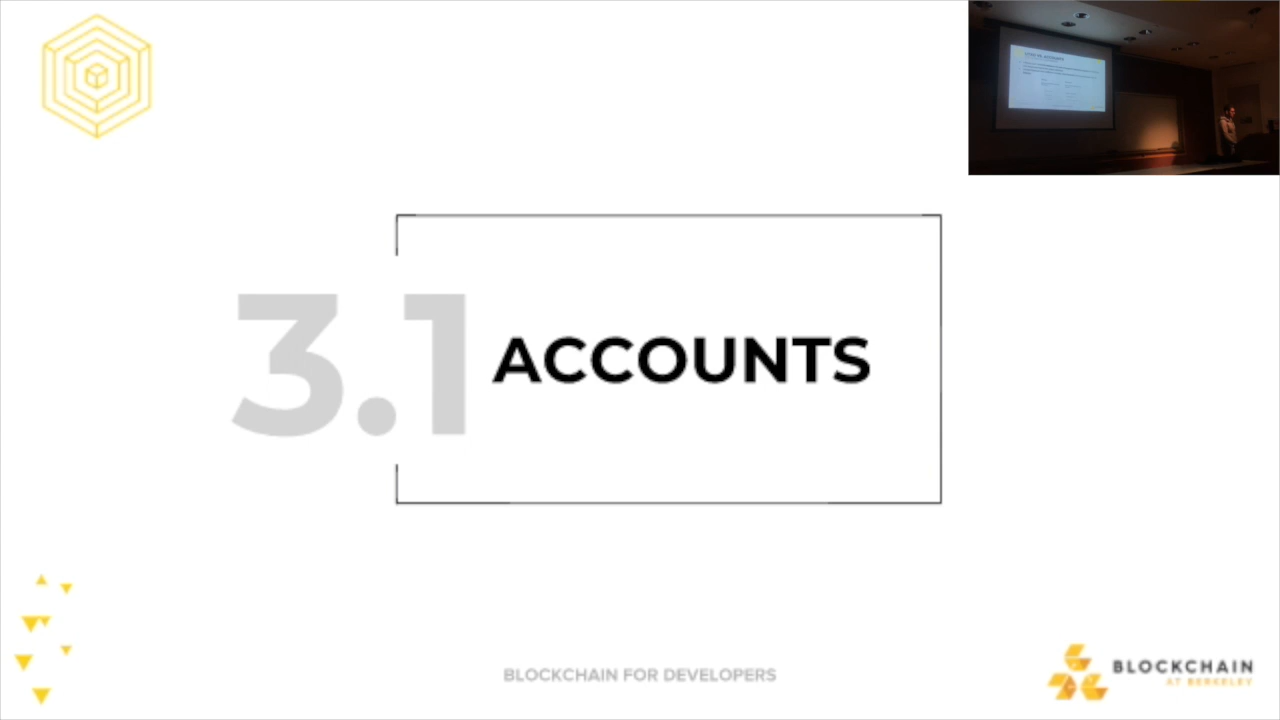 3.1
ACCOUNTS
BLOCKCHAIN FOR DEVELOPERS
BLOCKCHAIN
AT BERKELEY